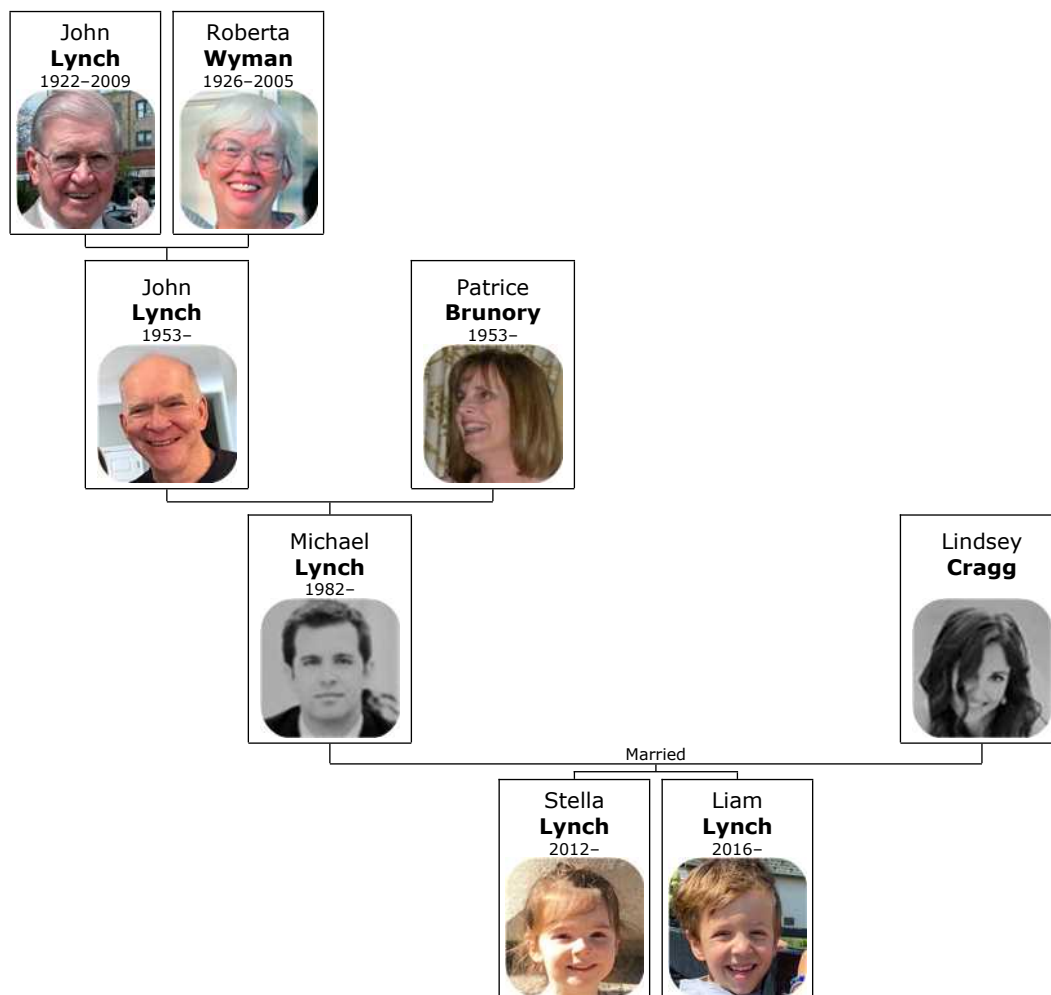 John
Lynch
1922–2009
Roberta
Wyman
1926–2005
John
Lynch
1953–
Patrice
Brunory
1953–
Michael
Lynch
1982–
Lindsey
Cragg
Married
Stella
Lynch
2012–
Liam
Lynch
2016–